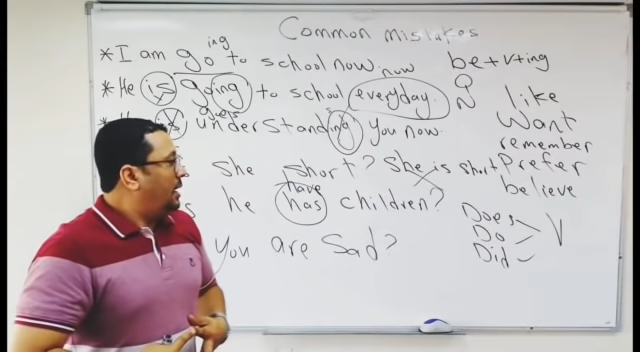 Common mistakes
* I am go ing to school now. now be+v+ing
* He is going to school everyday.
goes
is understanding you now.
like
want
remember
prefer
believe
she short? She is short
have
he has children?
Does
Do V
Did
you are sad?